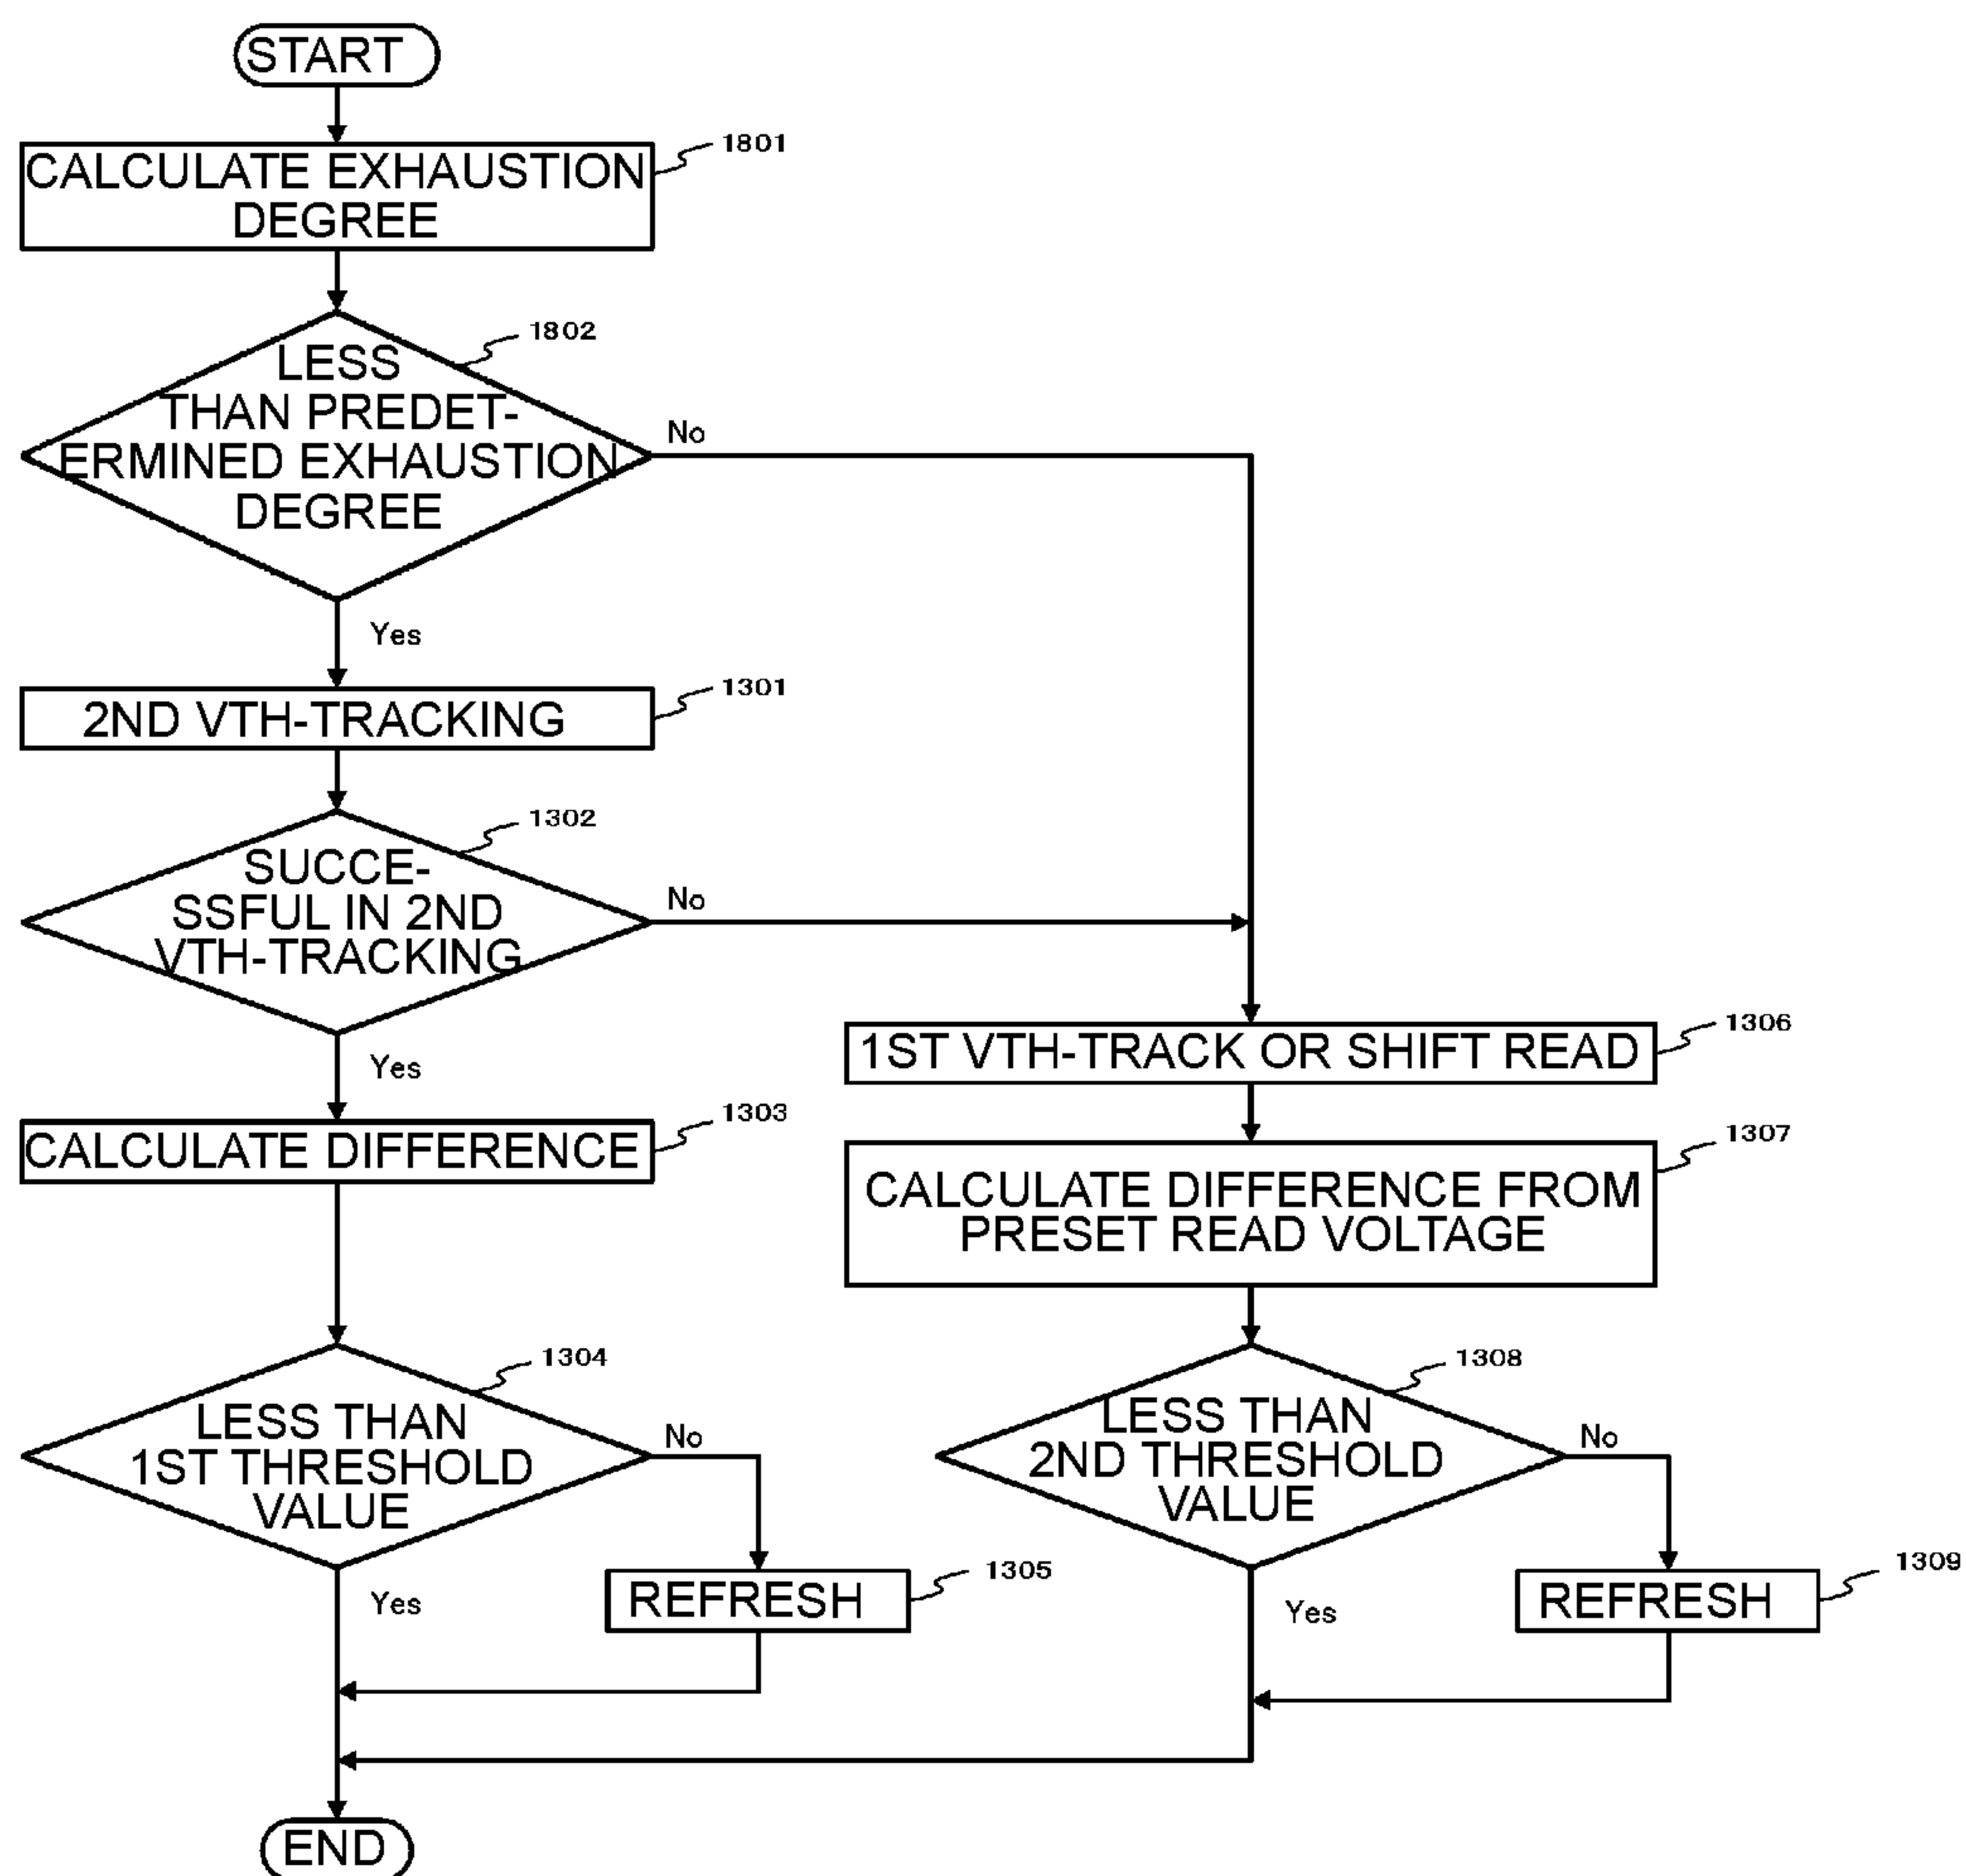 START
CALCULATE EXHAUSTION
DEGREE
1801
LESS
THAN PREDET-
ERMINED EXHAUSTION
DEGREE
1802
No
Yes
2ND VTH-TRACKING
1301
SUCCE-
SSFUL IN 2ND
VTH-TRACKING
1302
No
Yes
CALCULATE DIFFERENCE
1303
LESS THAN
1ST THRESHOLD
VALUE
1304
No
Yes
REFRESH
1305
1ST VTH-TRACK OR SHIFT READ
1306
CALCULATE DIFFERENCE FROM
PRESET READ VOLTAGE
1307
LESS THAN
2ND THRESHOLD
VALUE
1308
No
Yes
REFRESH
1309
END